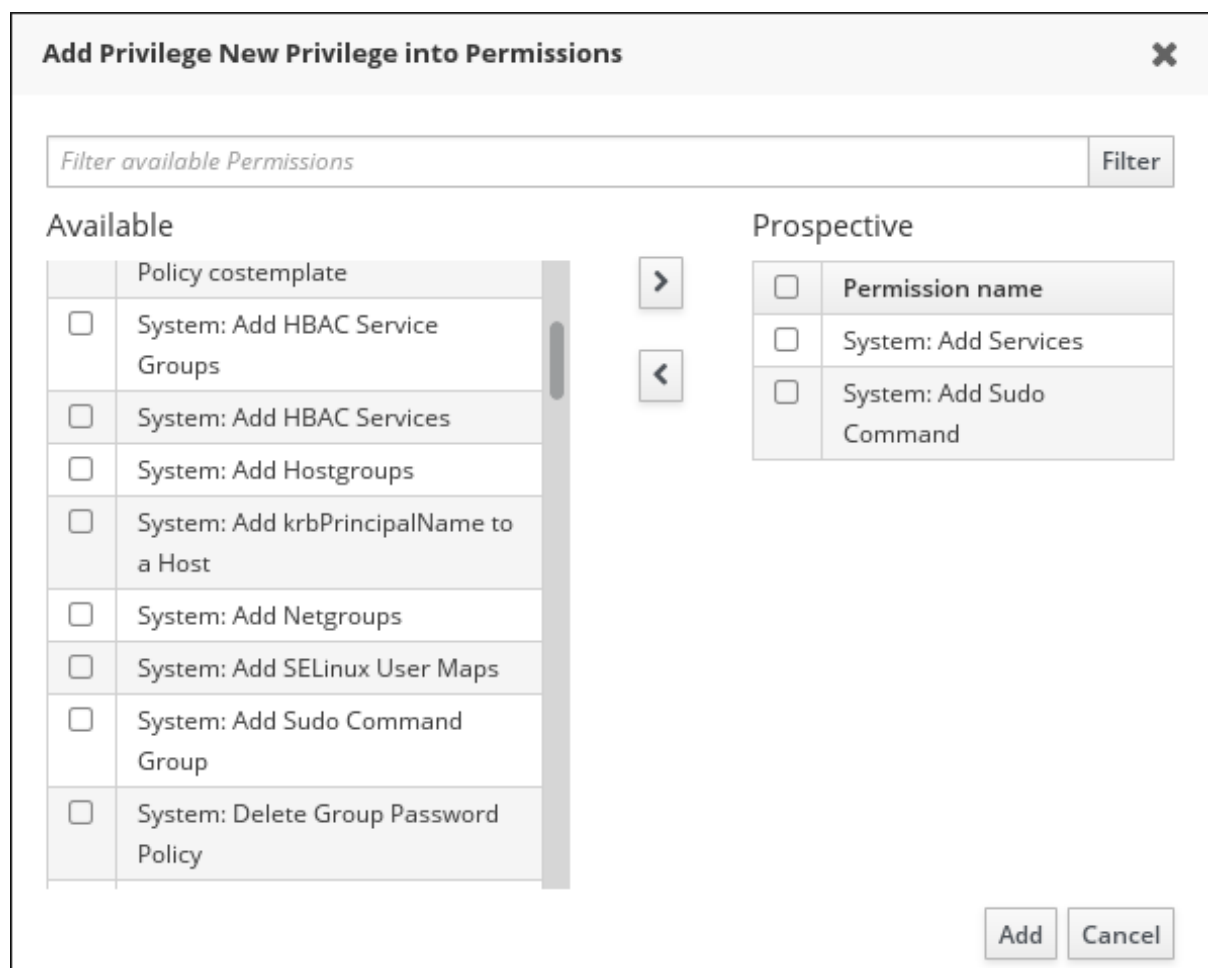 Add Privilege New Privilege into Permissions
Filter available Permissions
Filter
Available
Policy costemplate
System: Add HBAC Service
Groups
System: Add HBAC Services
System: Add Hostgroups
System: Add krbPrincipalName to
a Host
System: Add Netgroups
System: Add SELinux User Maps
System: Add Sudo Command
Group
System: Delete Group Password
Policy
Prospective
Permission name
System: Add Services
System: Add Sudo
Command
Add
Cancel